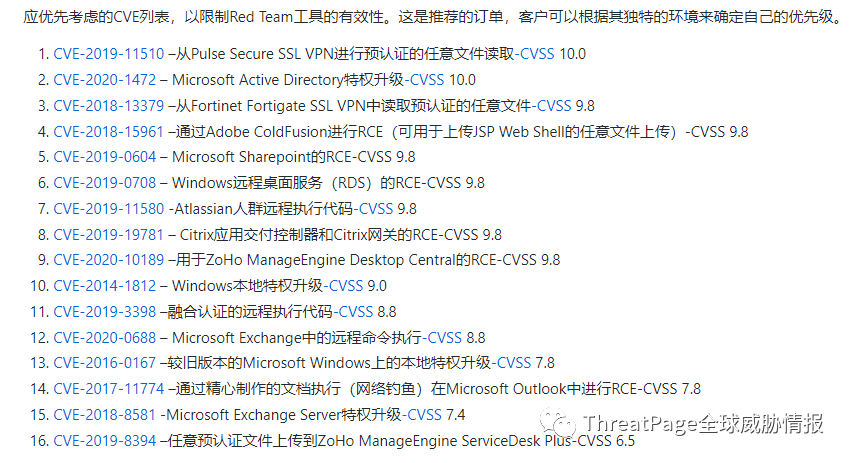 应优先考虑的CVE列表，以限制Red Team工具的有效性。这是推荐的订单，客户可以根据其独特的环境来确定自己的优先级。
1. CVE-2019-11510 –从Pulse Secure SSL VPN进行预认证的任意文件读取-CVSS 10.0
2. CVE-2020-1472 – Microsoft Active Directory特权升级-CVSS 10.0
3. CVE-2018-13379 –从Fortinet Fortigate SSL VPN中读取预认证的任意文件-CVSS 9.8
4. CVE-2018-15961 –通过Adobe ColdFusion进行RCE（可用于上传JSP Web Shell的任意文件上传）-CVSS 9.8
5. CVE-2019-0604 – Microsoft Sharepoint的RCE-CVSS 9.8
6. CVE-2019-0708 – Windows远程桌面服务（RDS）的RCE-CVSS 9.8
7. CVE-2019-11580 -Atlassian人群远程执行代码-CVSS 9.8
8. CVE-2019-19781 – Citrix应用交付控制器和Citrix网关的RCE-CVSS 9.8
9. CVE-2020-10189 –用于ZoHo ManageEngine Desktop Central的RCE-CVSS 9.8
10. CVE-2014-1812 – Windows本地特权升级-CVSS 9.0
11. CVE-2019-3398 –融合认证的远程执行代码-CVSS 8.8
12. CVE-2020-0688 – Microsoft Exchange中的远程命令执行-CVSS 8.8
13. CVE-2016-0167 –较旧版本的Microsoft Windows上的本地特权升级-CVSS 7.8
14. CVE-2017-11774 –通过精心制作的文档执行（网络钓鱼）在Microsoft Outlook中进行RCE-CVSS 7.8
15. CVE-2018-8581 -Microsoft Exchange Server特权升级-CVSS 7.4
16. CVE-2019-8394 –任意预认证文件上传到ZoHo ManageEngine ServiceDesk Plus-CVSS 6.5
ThreatPage全球威胁情报